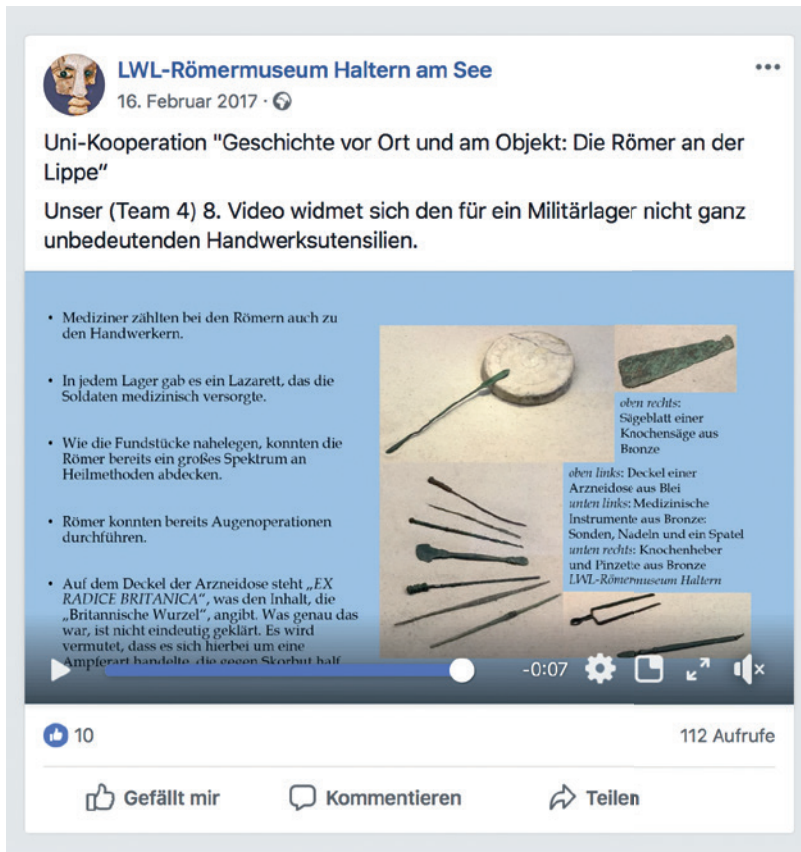 LWL-Römermuseum Haltern am See
16. Februar 2017 ·
Uni-Kooperation "Geschichte vor Ort und am Objekt: Die Römer an der
Lippe“
Unser (Team 4) 8. Video widmet sich den für ein Militärlager nicht ganz
unbedeutenden Handwerksutensilien.
• Mediziner zählten bei den Römern auch zu
den Handwerkern.
• In jedem Lager gab es ein Lazarett, das die
Soldaten medizinisch versorgte.
• Wie die Fundstücke nahelegen, konnten die
Römer bereits ein großes Spektrum an
Heilmethoden abdecken.
• Römer konnten bereits Augenoperationen
durchführen.
• Auf dem Deckel der Arzneidose steht „EX
RADICE BRITANICA“, was den Inhalt, die
„Britannische Wurzel“, angibt. Was genau das
war, ist nicht eindeutig geklärt. Es wird
vermutet, dass es sich hierbei um eine
Ampferart handelte, die gegen Skorbut half.
oben rechts:
Sägeblatt einer
Knochensäge aus
Bronze
oben links: Deckel einer
Arzneidose aus Blei
unten links: Medizinische
Instrumente aus Bronze:
Sonden, Nadeln und ein Spatel
unten rechts: Knochenheber
und Pinzette aus Bronze
LWL-Römermuseum Haltern
-0:07
10
112 Aufrufe
Gefällt mir
Kommentieren
Teilen